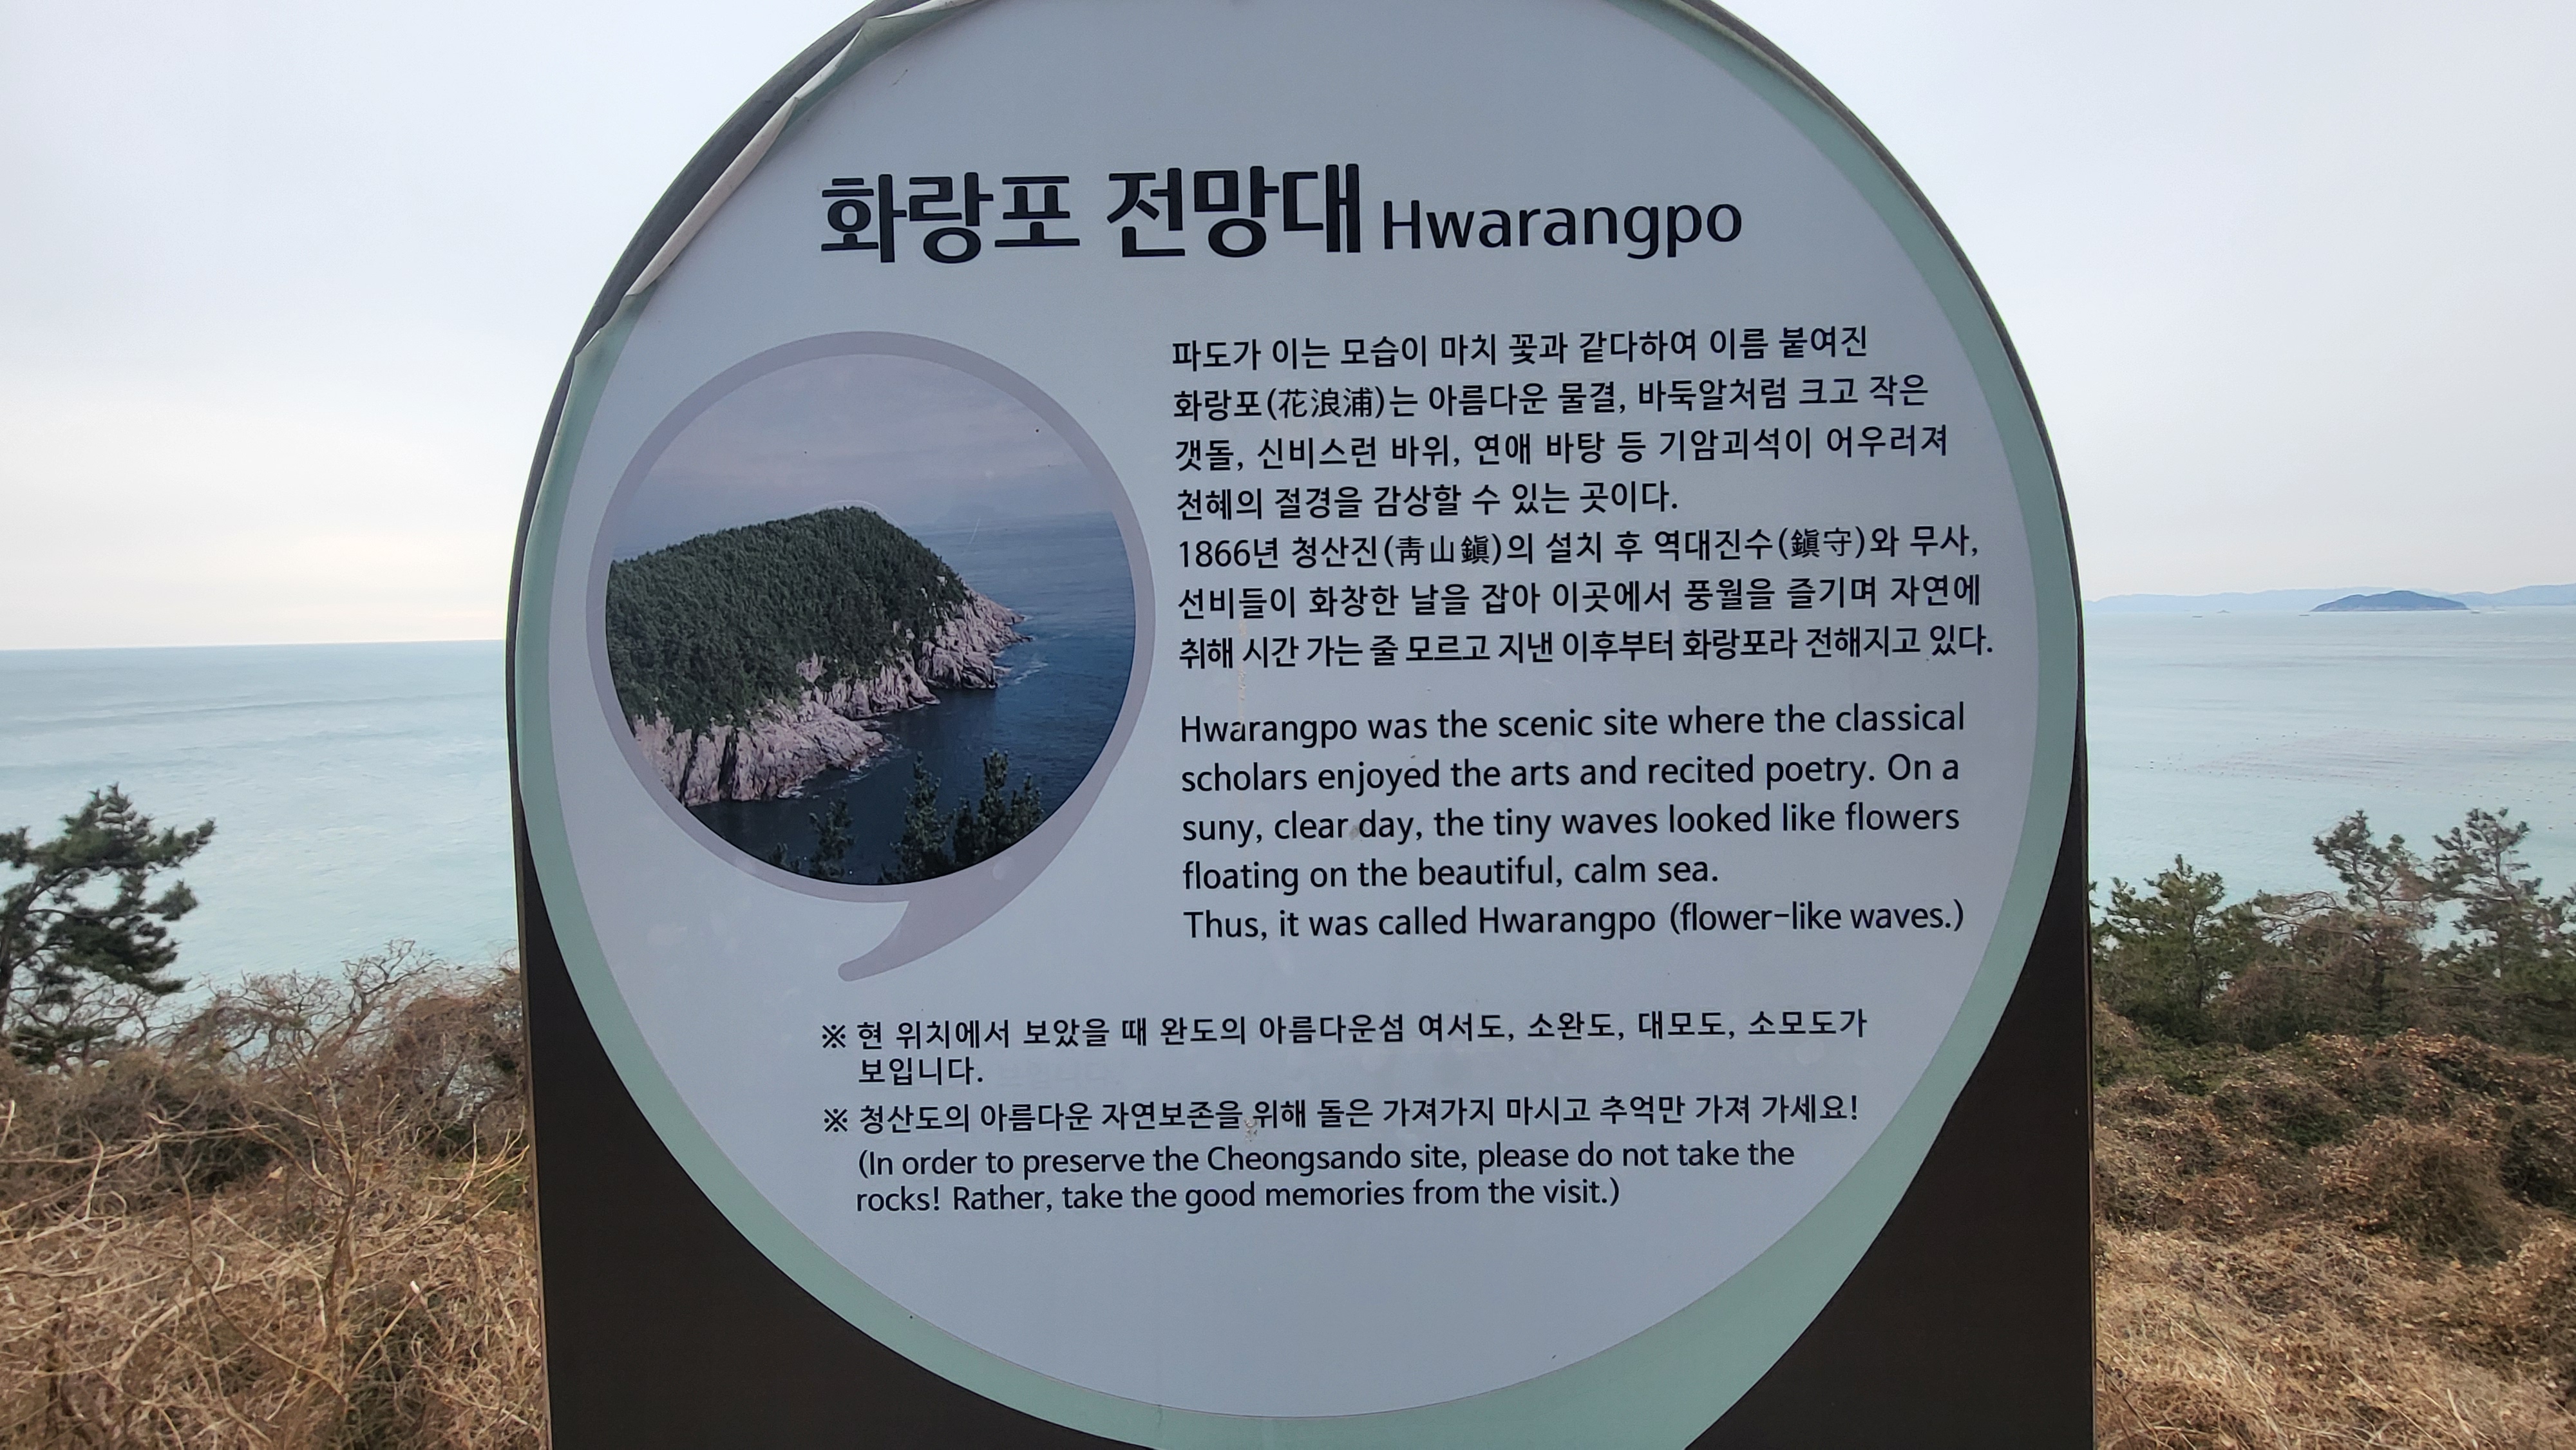 화랑포 전망대 Hwarangpo
파도가 이는 모습이 마치 꽃과 같다하여 이름 붙여진
화랑포(花浪浦)는 아름다운 물결, 바둑알처럼 크고 작은
갯돌, 신비스런 바위, 연애 바탕 등 기암괴석이 어우러져
천혜의 절경을 감상할 수 있는 곳이다.
1866년 청산진(靑山鎭)의 설치 후 역대진수(鎭守)와 무사,
선비들이 화창한 날을 잡아 이곳에서 풍월을 즐기며 자연에
취해 시간 가는 줄 모르고 지낸 이후부터 화랑포라 전해지고 있다.
Hwarangpo was the scenic site where the classical
scholars enjoyed the arts and recited poetry. On a
suny, clear day, the tiny waves looked like flowers
floating on the beautiful, calm sea.
Thus, it was called Hwarangpo (flower-like waves.)
※ 현 위치에서 보았을 때 완도의 아름다운섬 여서도, 소완도, 대모도, 소모도가
보입니다.
※ 청산도의 아름다운 자연보존을 위해 돌은 가져가지 마시고 추억만 가져 가세요!
(In order to preserve the Cheongsando site, please do not take the
rocks! Rather, take the good memories from the visit.)